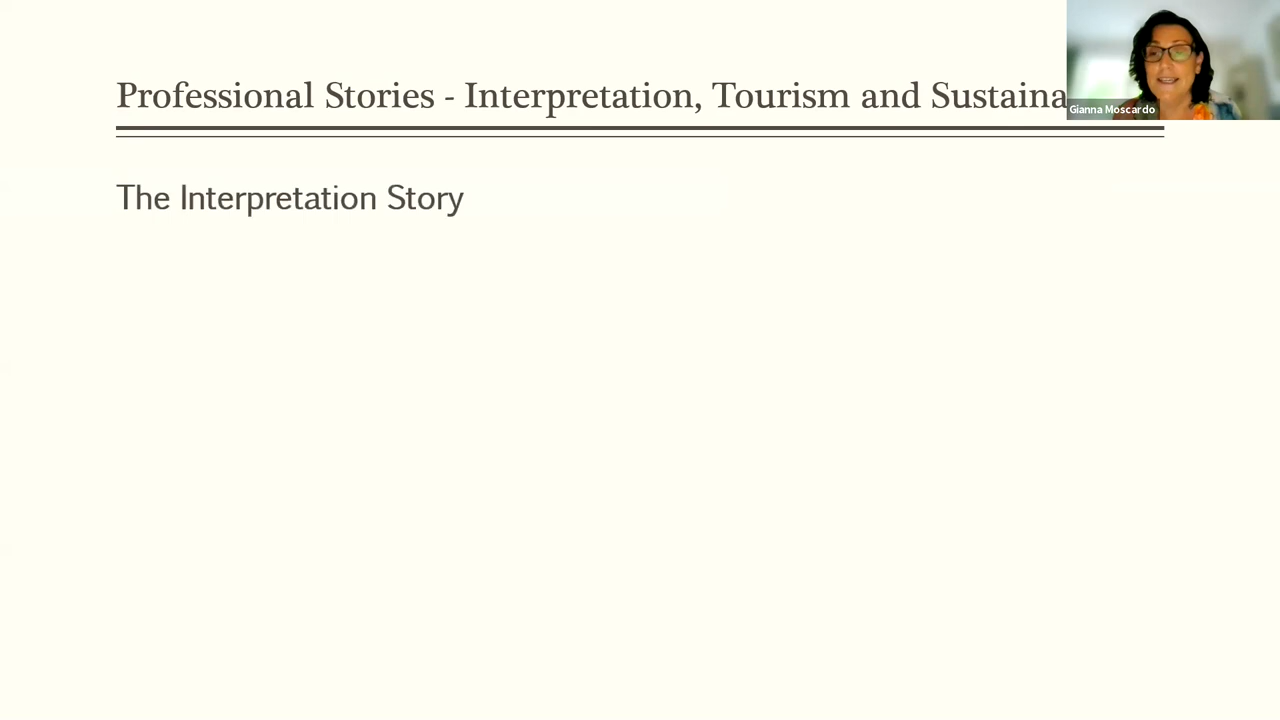 Professional Stories - Interpretation, Tourism and Sustaina
Gianna Moscardo
The Interpretation Story